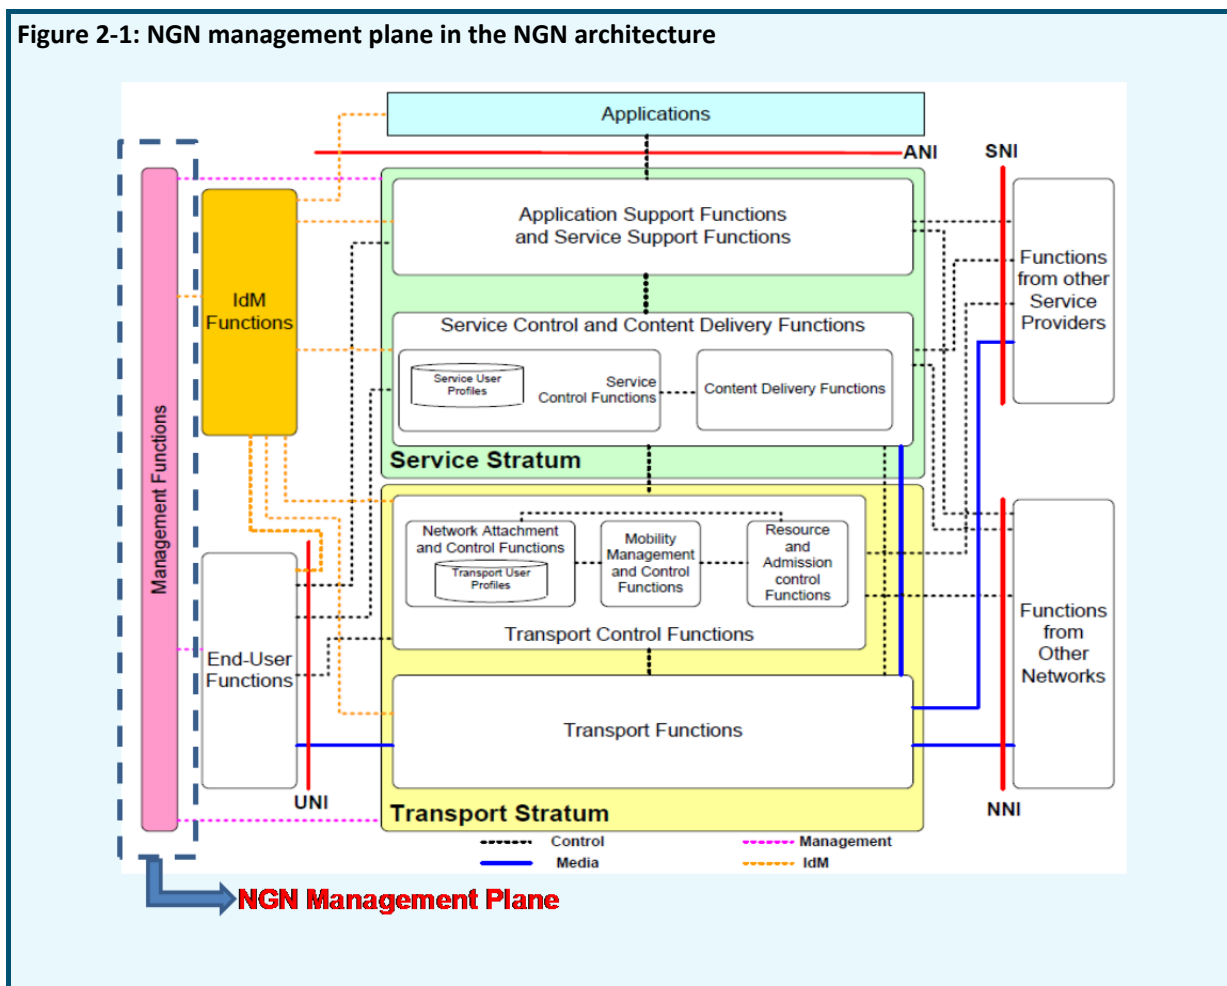 Figure 2-1: NGN management plane in the NGN architecture
Applications
ANI
SNI
Management Functions
IdM
Functions
Application Support Functions
and Service Support Functions
Functions
from other
Service
Providers
Service Control and Content Delivery Functions
Service User
Profiles
Service
Control Functions
Content Delivery Functions
Service Stratum
End-User
Functions
UNI
Network Attachment
and Control Functions
Transport User
Profiles
Mobility
Management
and Control
Functions
Resource
and
Admission
control
Functions
Transport Control Functions
Functions
from
Other
Networks
Transport Functions
NNI
Transport Stratum
Control
Management
Media
IdM
NGN Management Plane